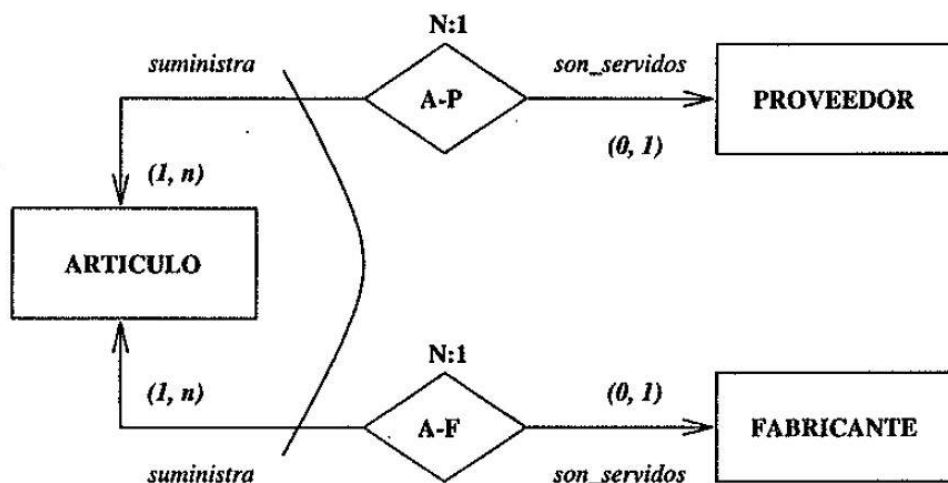 N:1
suministra
son_servidos
A-P
PROVEEDOR
(0, 1)
(1, n)
ARTICULO
N:1
(1, n)
(0, 1)
A-F
FABRICANTE
suministra
son_servidos